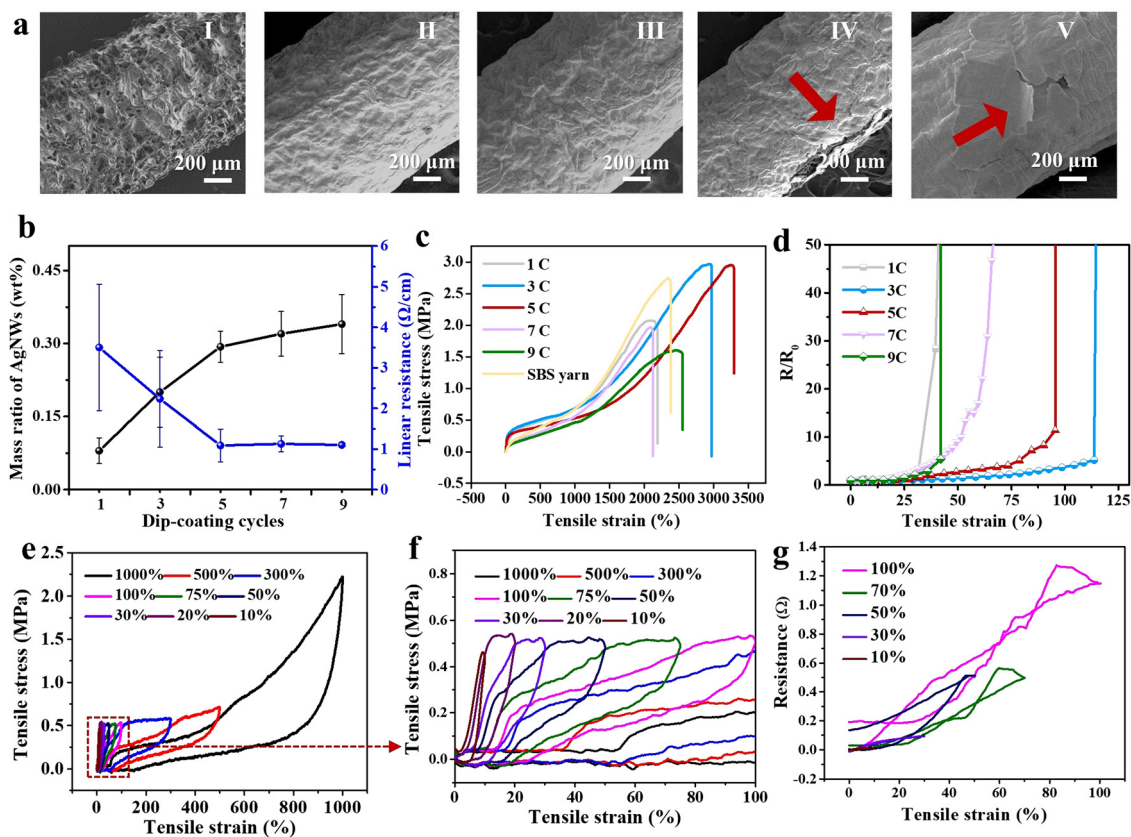 a
I
II
III
IV
V
200 µm
200 µm
200 µm
200 µm
200 µm
b
Mass ratio of AgNWs (wt%)
0.45
0.30
0.15
0.00
6
5
4
3
2
1
0
Linear resistance (Ω/cm)
1
3
5
7
9
Dip-coating cycles
c
Tensile stress (MPa)
3.0
2.5
2.0
1.5
1.0
0.5
0.0
-0.5
1 C
3 C
5 C
7 C
9 C
SBS yarn
-500
0
500
1000
1500
2000
2500
3000
3500
Tensile strain (%)
d
R/R0
50
40
30
20
10
0
1C
3C
5C
7C
9C
0
25
50
75
100
125
Tensile strain (%)
e
Tensile stress (MPa)
2.5
2.0
1.5
1.0
0.5
0.0
1000% 500% 300%
100% 75% 50%
30% 20% 10%
0
200
400
600
800
1000
Tensile strain (%)
f
Tensile stress (MPa)
0.8
0.6
0.4
0.2
0.0
1000% 500% 300%
100% 75% 50%
30% 20% 10%
0
20
40
60
80
100
Tensile strain (%)
g
Resistance (Ω)
1.4
1.2
1.0
0.8
0.6
0.4
0.2
0.0
-0.2
100%
70%
50%
30%
10%
0
20
40
60
80
100
Tensile strain (%)